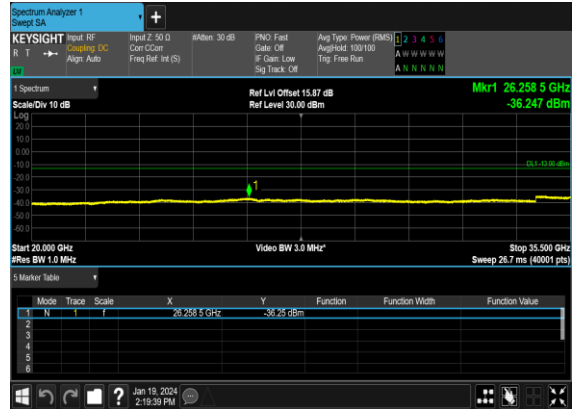 Spectrum Analyzer 1
Swept SA
+
KEYSIGHT
R T
Input: RF
Coupling: DC
Align: Auto
Input Z: 50 Ω
Corr CCorr
Freq Ref: Int (S)
#Atten: 30 dB
PNO: Fast
Gate: Off
IF Gain: Low
Sig Track: Off
Avg Type: Power (RMS)
Avg|Hold: 100/100
Trig: Free Run
1 2 3 4 5 6
A W W W W W
A N N N N N
1 Spectrum
Scale/Div 10 dB
Ref Lvl Offset 15.87 dB
Ref Level 30.00 dBm
Mkr1 26.258 5 GHz
-36.247 dBm
Log
20.0
10.0
0.00
-10.0
-20.0
-30.0
-40.0
-50.0
-60.0
DL1 -13.00 dBm
1
Start 20.000 GHz
#Res BW 1.0 MHz
Video BW 3.0 MHz*
Stop 35.500 GHz
Sweep 26.7 ms (40001 pts)
5 Marker Table
Mode Trace Scale X Y Function Function Width Function Value
1 N 1 f 26.258 5 GHz -36.25 dBm
2
3
4
5
6
?
Jan 19, 2024
2:19:39 PM